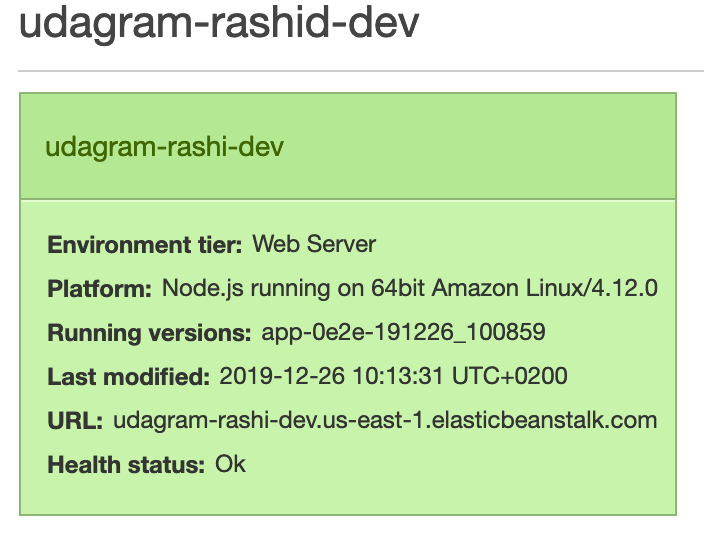 udagram-rashid-dev
udagram-rashi-dev
Environment tier: Web Server
Platform: Node.js running on 64bit Amazon Linux/4.12.0
Running versions: app-0e2e-191226_100859
Last modified: 2019-12-26 10:13:31 UTC+0200
URL: udagram-rashi-dev.us-east-1.elasticbeanstalk.com
Health status: Ok